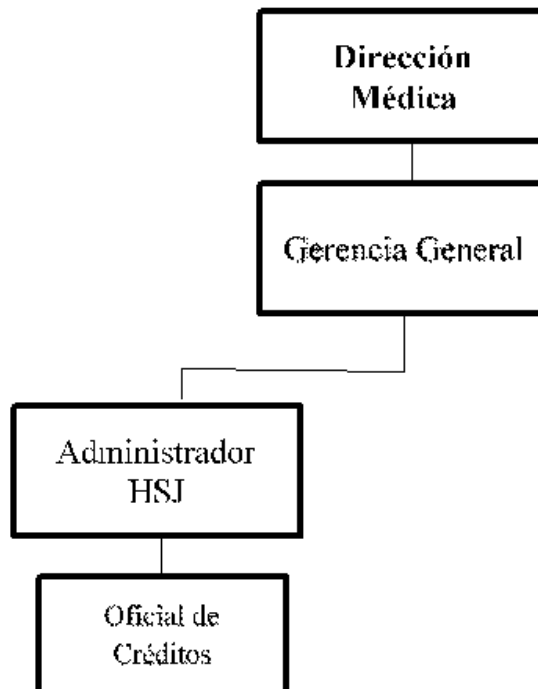 Dirección
Médica
Gerencia General
Administrador
HSJ
Oficial de
Créditos